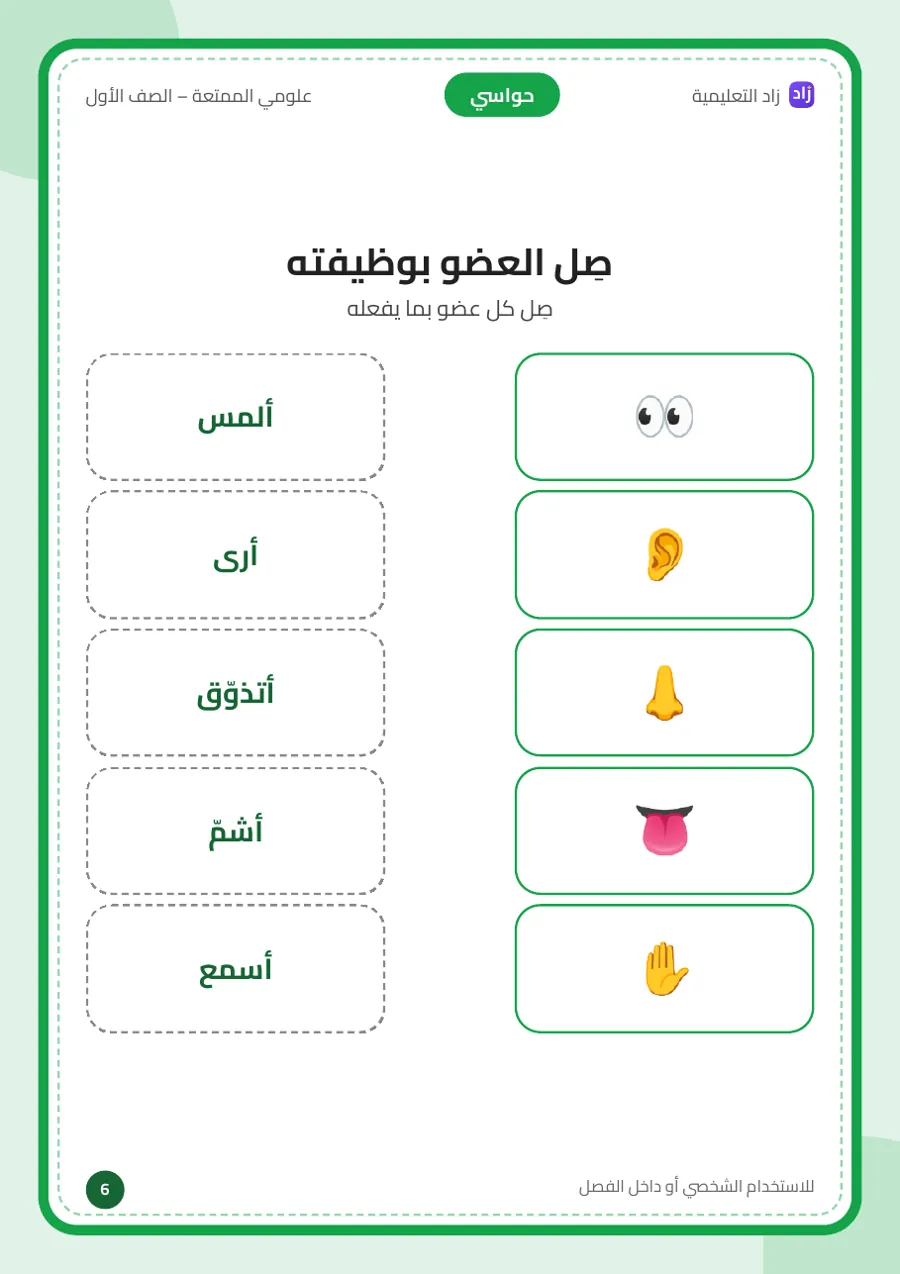 زاد زاد التعليمية
حواسي
علومي الممتعة – الصف الأول
صِل العضو بوظيفته
صِل كل عضو بما يفعله
ألمس
أرى
أتذوّق
أشمّ
أسمع
للاستخدام الشخصي أو داخل الفصل
6